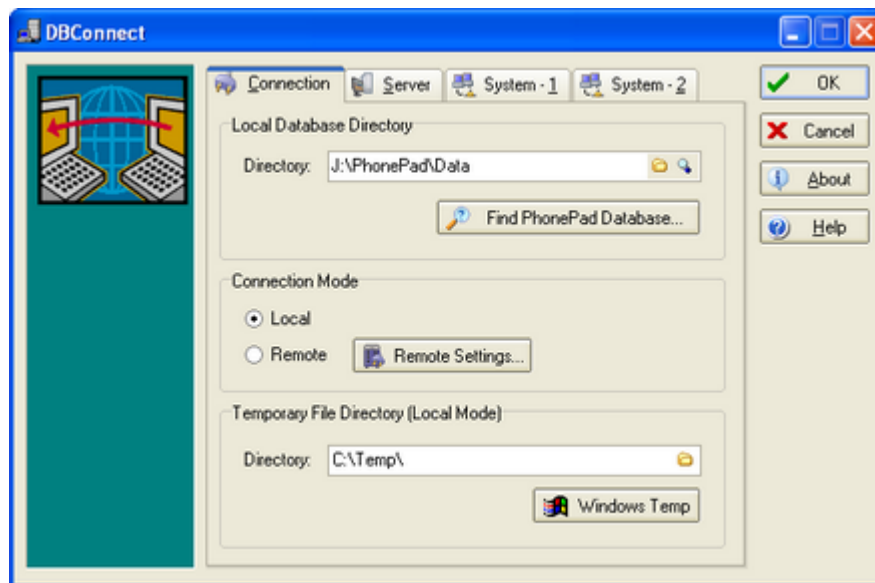 DBConnect
Connection Server System - 1 System - 2
Local Database Directory
Directory: J:\PhonePad\Data
Find PhonePad Database...
Connection Mode
Local
Remote Remote Settings...
Temporary File Directory (Local Mode)
Directory: C:\Temp\
Windows Temp
OK
Cancel
About
Help